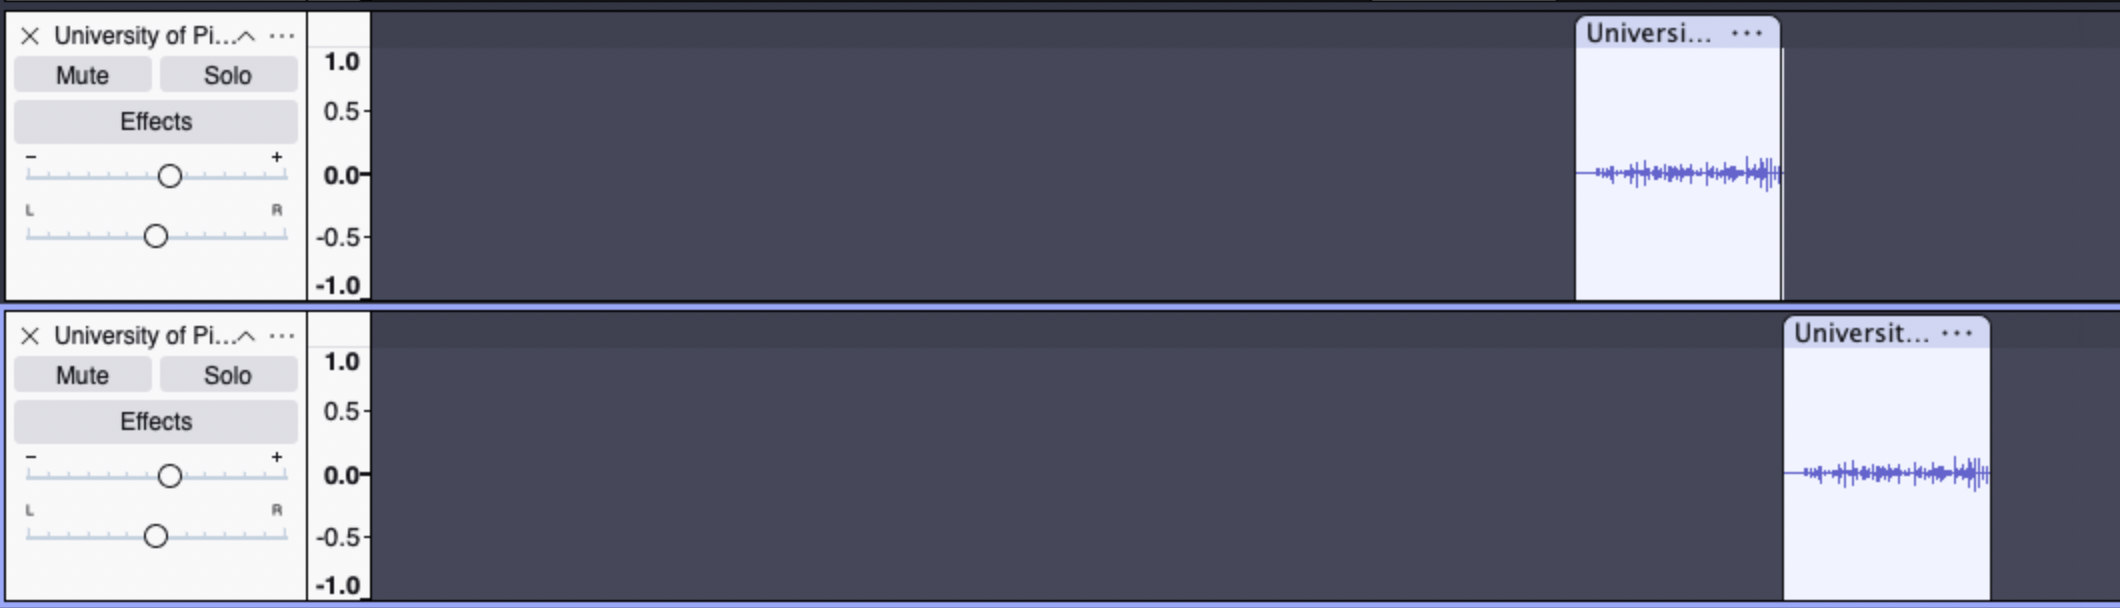 University of Pi... Universi...
Mute Solo
Effects
- +
L R
1.0
0.5
0.0
-0.5
-1.0
University of Pi... Universit...
Mute Solo
Effects
- +
L R
1.0
0.5
0.0
-0.5
-1.0